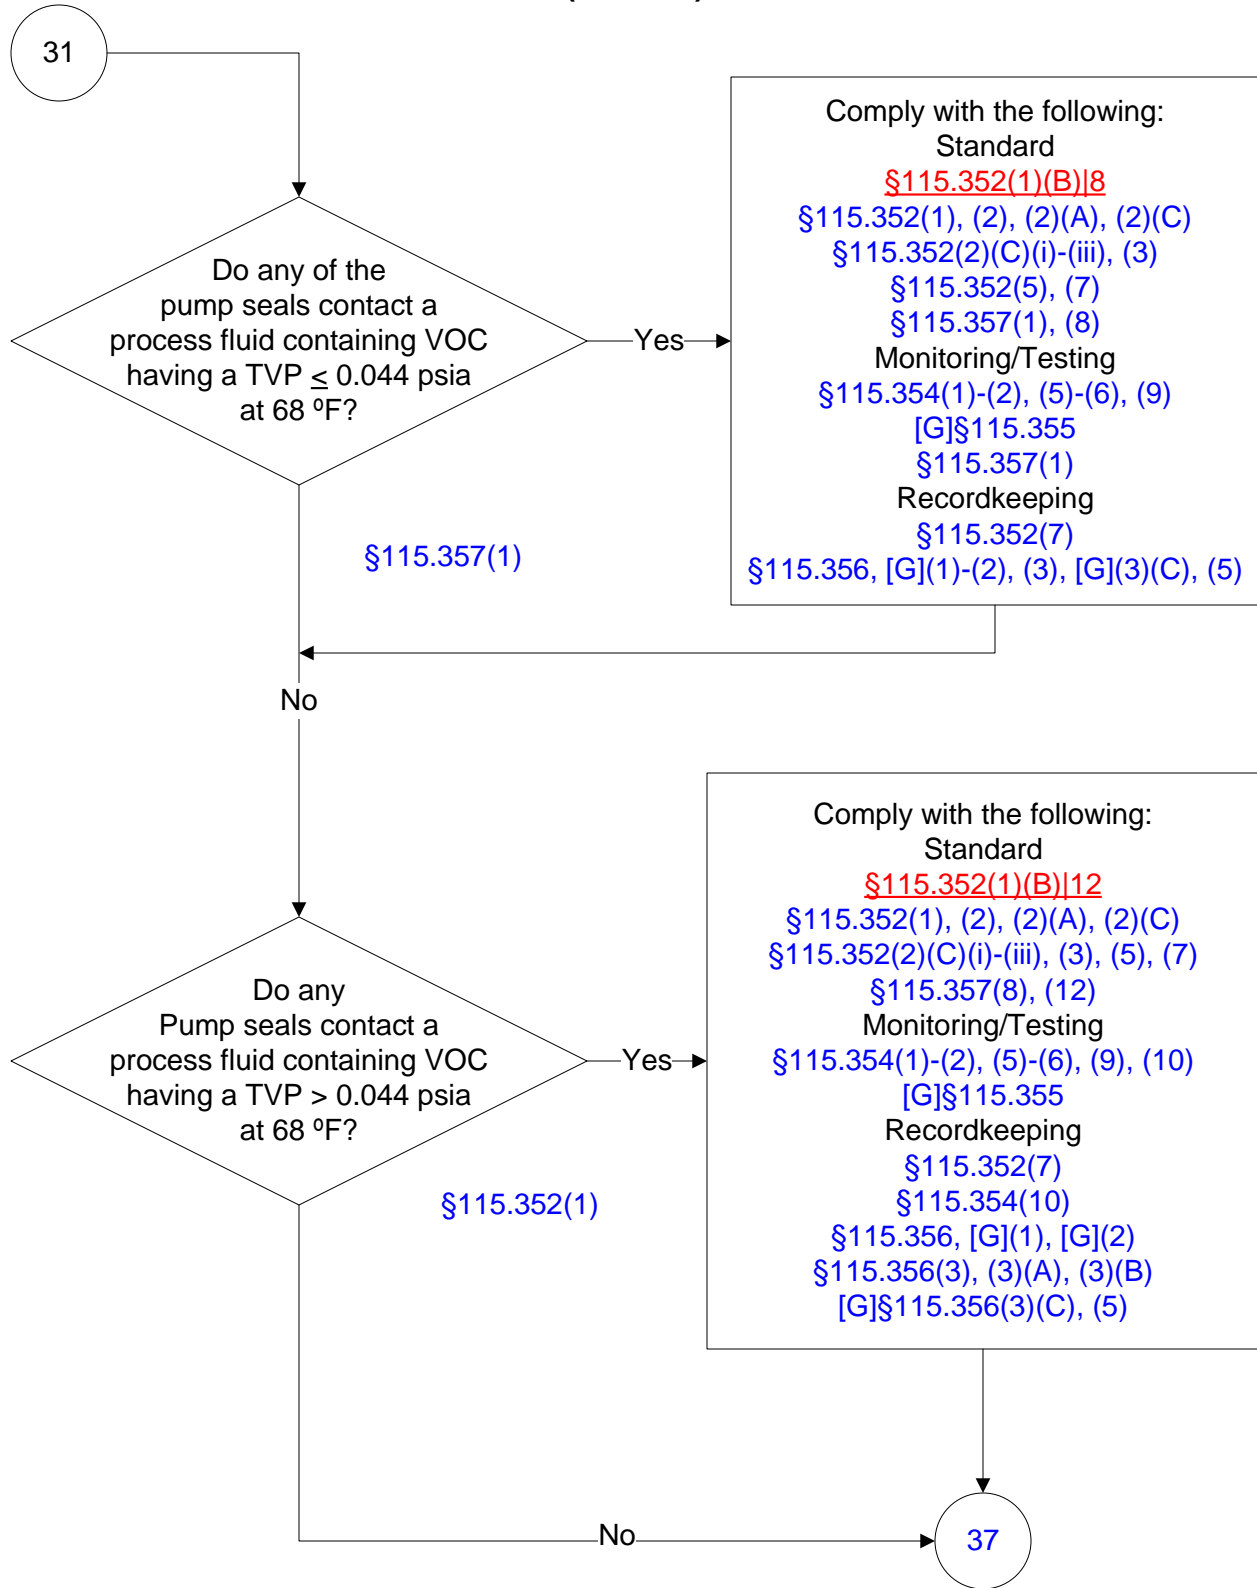 31
Do any of the
pump seals contact a
process fluid containing VOC
having a TVP ≤ 0.044 psia
at 68 ºF?
Yes
Comply with the following:
Standard
§115.352(1)(B)|8
§115.352(1), (2), (2)(A), (2)(C)
§115.352(2)(C)(i)-(iii), (3)
§115.352(5), (7)
§115.357(1), (8)
Monitoring/Testing
§115.354(1)-(2), (5)-(6), (9)
[G]§115.355
§115.357(1)
Recordkeeping
§115.352(7)
§115.356, [G](1)-(2), (3), [G](3)(C), (5)
§115.357(1)
No
Do any
Pump seals contact a
process fluid containing VOC
having a TVP > 0.044 psia
at 68 ºF?
Yes
Comply with the following:
Standard
§115.352(1)(B)|12
§115.352(1), (2), (2)(A), (2)(C)
§115.352(2)(C)(i)-(iii), (3), (5), (7)
§115.357(8), (12)
Monitoring/Testing
§115.354(1)-(2), (5)-(6), (9), (10)
[G]§115.355
Recordkeeping
§115.352(7)
§115.354(10)
§115.356, [G](1), [G](2)
§115.356(3), (3)(A), (3)(B)
[G]§115.356(3)(C), (5)
§115.352(1)
No
37